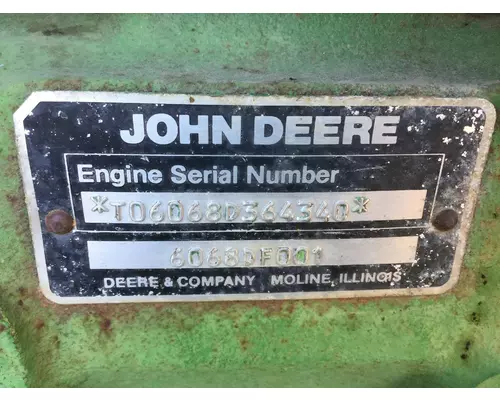 JOHN DEERE
Engine Serial Number
*T06068D364340*
6068DF001
DEERE & COMPANY MOLINE, ILLINOIS